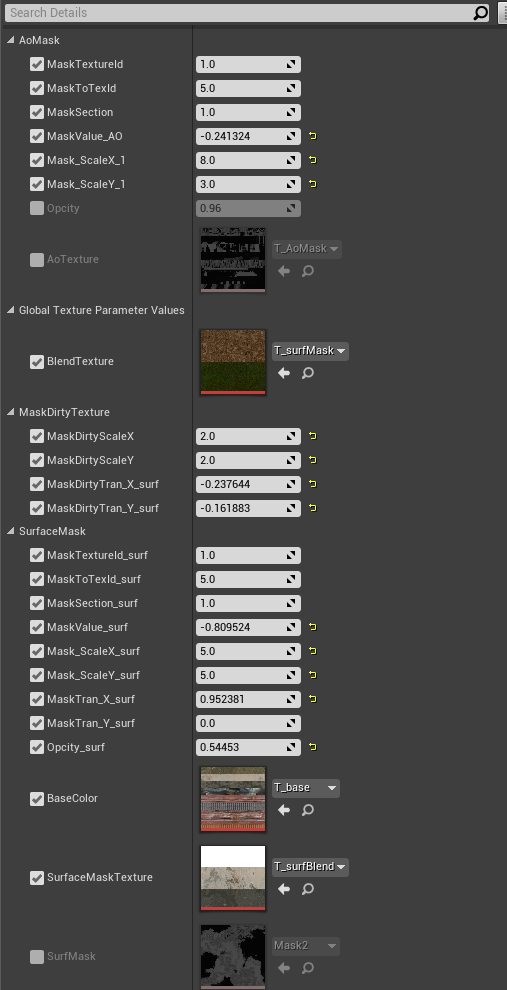 Search Details
AoMask
MaskTextureId 1.0
MaskToTexId 5.0
MaskSection 1.0
MaskValue_AO -0.241324
Mask_ScaleX_1 8.0
Mask_ScaleY_1 3.0
Opcity 0.96
AoTexture T_AoMask
Global Texture Parameter Values
BlendTexture T_surfMask
MaskDirtyTexture
MaskDirtyScaleX 2.0
MaskDirtyScaleY 2.0
MaskDirtyTran_X_surf -0.237644
MaskDirtyTran_Y_surf -0.161883
SurfaceMask
MaskTextureId_surf 1.0
MaskToTexId_surf 5.0
MaskSection_surf 1.0
MaskValue_surf -0.809524
Mask_ScaleX_surf 5.0
Mask_ScaleY_surf 5.0
MaskTran_X_surf 0.952381
MaskTran_Y_surf 0.0
Opcity_surf 0.54453
BaseColor T_base
SurfaceMaskTexture T_surfBlend
SurfMask Mask2